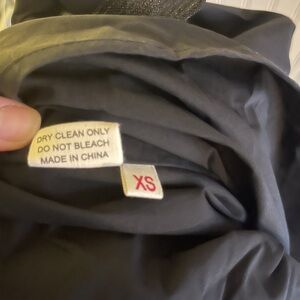 DRY CLEAN ONLY
DO NOT BLEACH
MADE IN CHINA
XS